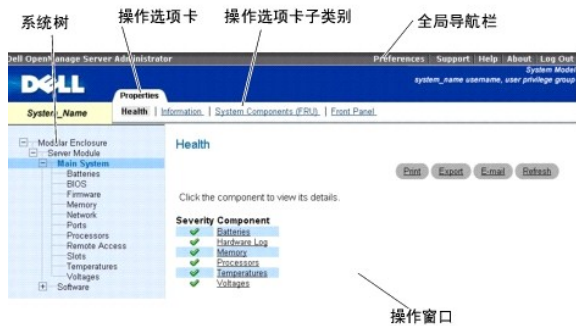 系统树
操作选项卡
操作选项卡子类别
全局导航栏
Dell OpenManage Server Administrator
Preferences Support Help About Log Out
System Model
system_name username, user privilege group
DELL
Properties
System_Name
Health Information System Components (FRU) Front Panel
Modular Enclosure
Server Module
Main System
Batteries
BIOS
Firmware
Memory
Network
Ports
Processors
Remote Access
Slots
Temperatures
Voltages
Software
Health
Print Export E-mail Refresh
Click the component to view its details.
Severity Component
Batteries
Hardware Log
Memory
Processors
Temperatures
Voltages
操作窗口